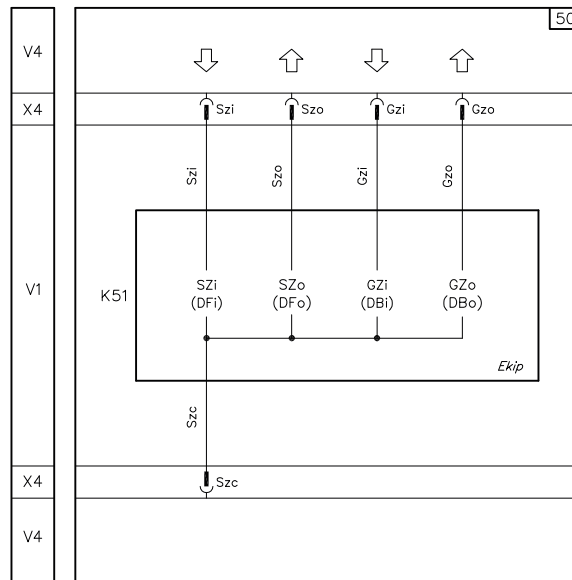 50
V4
X4
Szi
Szo
Gzi
Gzo
Szi
Szo
Gzi
Gzo
V1
K51
SZi
(DFi)
SZo
(DFo)
GZi
(DBi)
GZo
(DBo)
Ekip
Szc
X4
Szc
V4